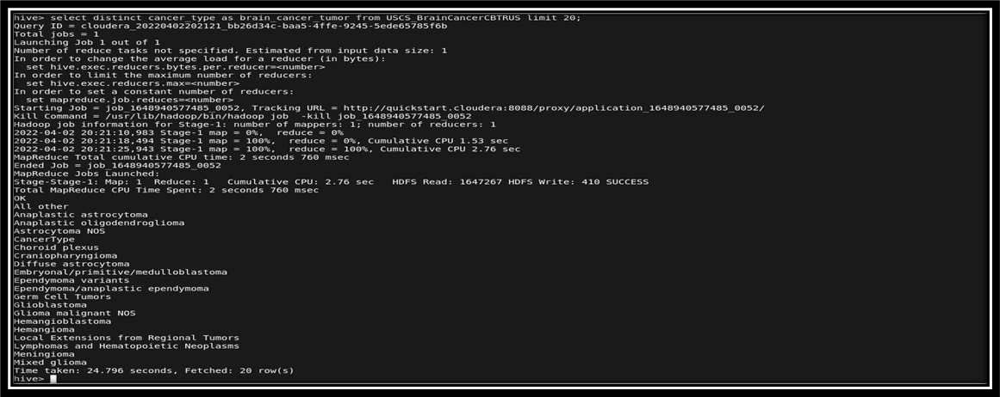 hive> select distinct cancer_type as brain_cancer_tumor from USCS_BrainCancerCBTRUS limit 20;
Query ID = cloudera_20220402202121_bb26d34c-baa5-4ffe-9245-5ede65785f6b
Total jobs = 1
Launching Job 1 out of 1
Number of reduce tasks not specified. Estimated from input data size: 1
In order to change the average load for a reducer (in bytes):
  set hive.exec.reducers.bytes.per.reducer=<number>
In order to limit the maximum number of reducers:
  set hive.exec.reducers.max=<number>
In order to set a constant number of reducers:
  set mapreduce.job.reduces=<number>
Starting Job = job_1648940577485_0052, Tracking URL = http://quickstart.cloudera:8088/proxy/application_1648940577485_0052/
Kill Command = /usr/lib/hadoop/bin/hadoop job  -kill job_1648940577485_0052
Hadoop job information for Stage-1: number of mappers: 1; number of reducers: 1
2022-04-02 20:21:10,983 Stage-1 map = 0%,  reduce = 0%
2022-04-02 20:21:18,494 Stage-1 map = 100%,  reduce = 0%, Cumulative CPU 1.53 sec
2022-04-02 20:21:25,943 Stage-1 map = 100%,  reduce = 100%, Cumulative CPU 2.76 sec
MapReduce Total cumulative CPU time: 2 seconds 760 msec
Ended Job = job_1648940577485_0052
MapReduce Jobs Launched:
Stage-Stage-1: Map: 1  Reduce: 1   Cumulative CPU: 2.76 sec   HDFS Read: 1647267 HDFS Write: 410 SUCCESS
Total MapReduce CPU Time Spent: 2 seconds 760 msec
OK
All other
Anaplastic astrocytoma
Anaplastic oligodendroglioma
Astrocytoma NOS
CancerType
Choroid plexus
Craniopharyngioma
Diffuse astrocytoma
Embryonal/primitive/medulloblastoma
Ependymoma variants
Ependymoma/anaplastic ependymoma
Germ Cell Tumors
Glioblastoma
Glioma malignant NOS
Hemangioblastoma
Hemangioma
Local Extensions from Regional Tumors
Lymphomas and Hematopoietic Neoplasms
Meningioma
Mixed glioma
Time taken: 24.796 seconds, Fetched: 20 row(s)
hive>